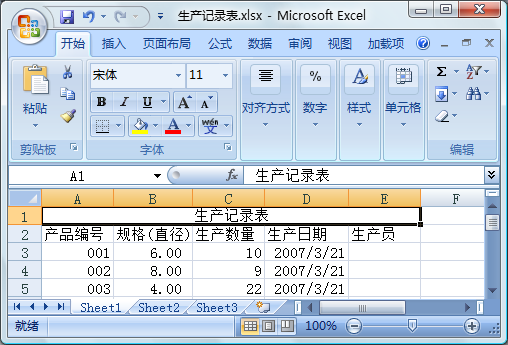 生产记录表.xlsx - Microsoft Excel
开始 插入 页面布局 公式 数据 审阅 视图 加载项
粘贴
宋体 11
B I U A A
A wén 文
% Σ A Z
对齐方式 数字 样式 单元格
剪贴板 字体 编辑
A1 fx 生产记录表
A B C D E F
1 生产记录表
2 产品编号 规格(直径) 生产数量 生产日期 生产员
3 001 6.00 10 2007/3/21
4 002 8.00 9 2007/3/21
5 003 4.00 22 2007/3/21
Sheet1 Sheet2 Sheet3
就绪 100%